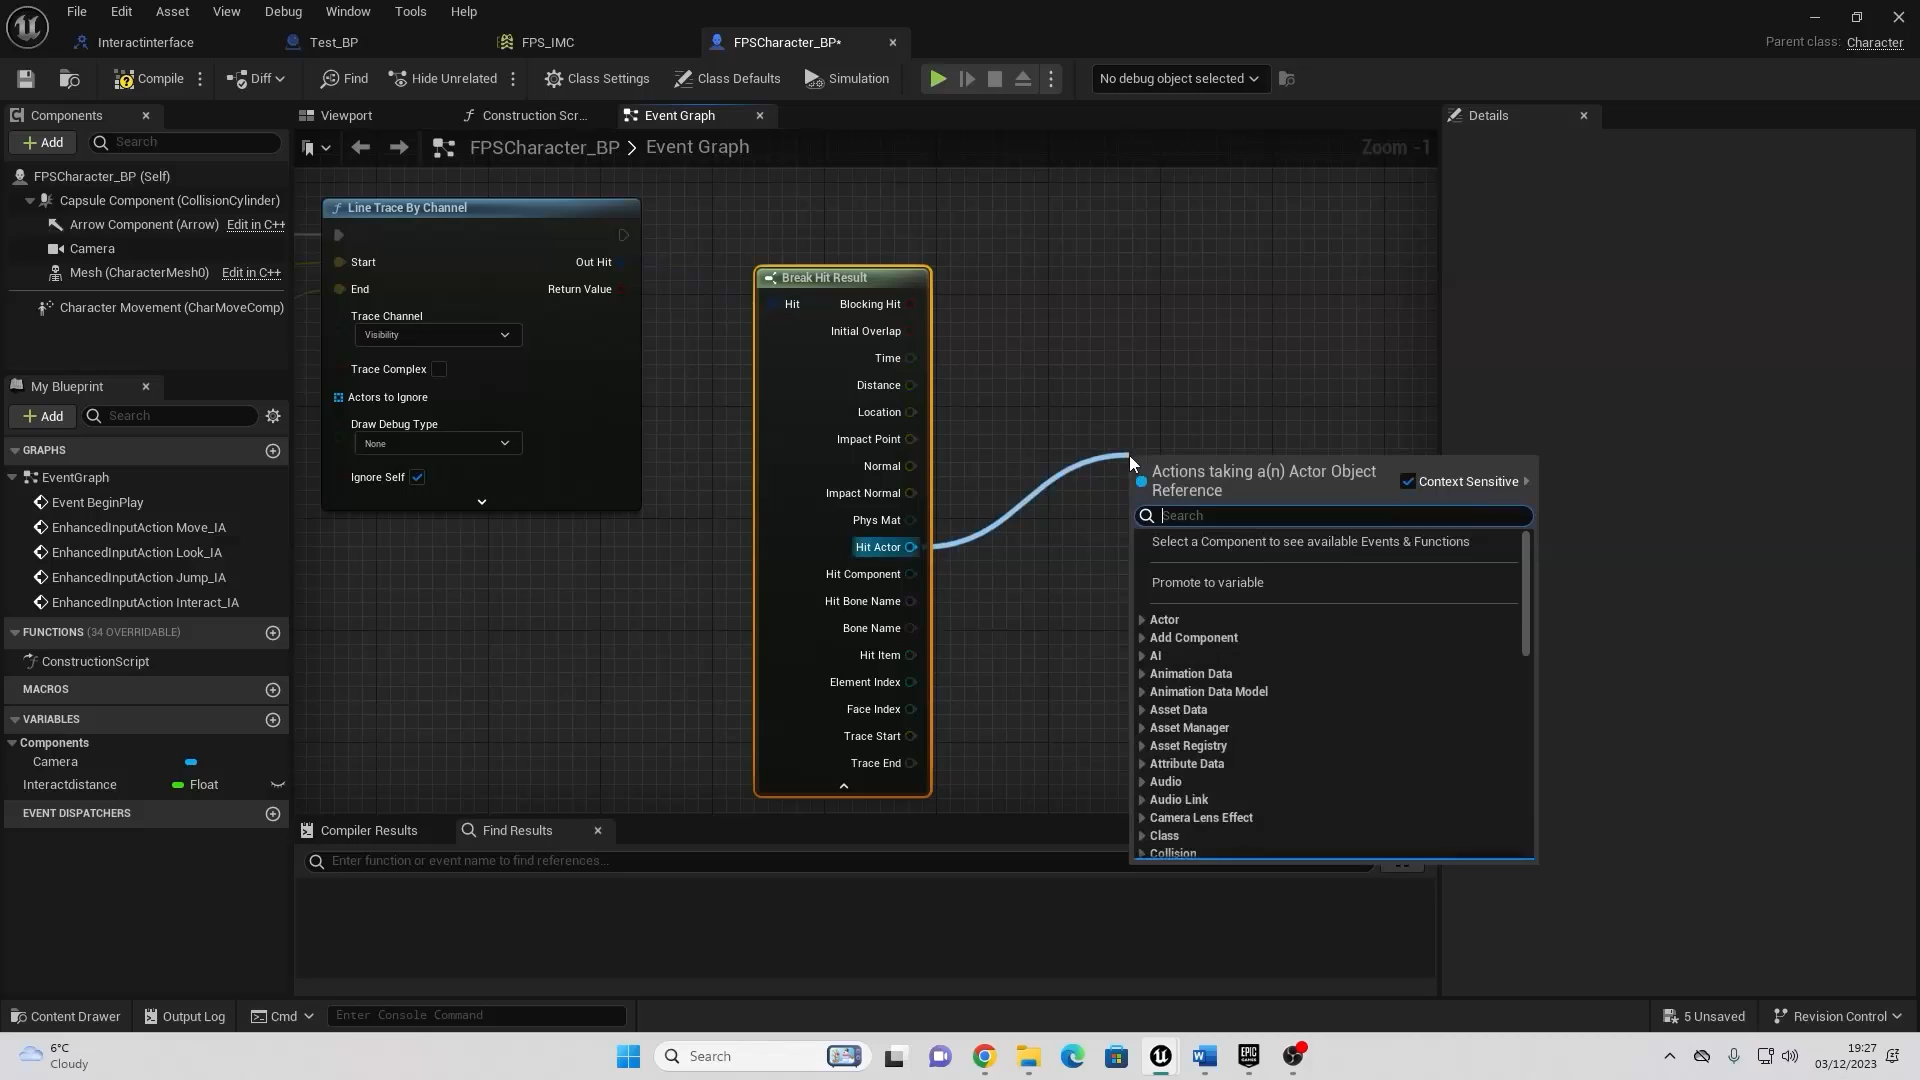 File Edit Asset View Debug Window Tools Help
Interactinterface Test_BP FPS_IMC FPSCharacter_BP*
Parent class: Character
Compile Diff Find Hide Unrelated Class Settings Class Defaults Simulation No debug object selected
Components
Add Search
FPSCharacter_BP (Self)
Capsule Component (CollisionCylinder)
Arrow Component (Arrow) Edit in C++
Camera
Mesh (CharacterMesh0) Edit in C++
Character Movement (CharMoveComp)
My Blueprint
Add Search
GRAPHS
EventGraph
Event BeginPlay
EnhancedInputAction Move_IA
EnhancedInputAction Look_IA
EnhancedInputAction Jump_IA
EnhancedInputAction Interact_IA
FUNCTIONS (34 OVERRIDABLE)
ConstructionScript
MACROS
VARIABLES
Components
Camera
Interactdistance Float
EVENT DISPATCHERS
Viewport Construction Scr... Event Graph
FPSCharacter_BP > Event Graph Zoom -1
Line Trace By Channel
Start Out Hit
End Return Value
Trace Channel
Visibility
Trace Complex
Actors to Ignore
Draw Debug Type
None
Ignore Self
Break Hit Result
Hit Blocking Hit
Initial Overlap
Time
Distance
Location
Impact Point
Normal
Impact Normal
Phys Mat
Hit Actor
Hit Component
Hit Bone Name
Bone Name
Hit Item
Element Index
Face Index
Trace Start
Trace End
Actions taking a(n) Actor Object
Reference
Context Sensitive
Search
Select a Component to see available Events & Functions
Promote to variable
Actor
Add Component
AI
Animation Data
Animation Data Model
Asset Data
Asset Manager
Asset Registry
Attribute Data
Audio
Audio Link
Camera Lens Effect
Class
Collision
Details
Compiler Results Find Results
Enter function or event name to find references...
Content Drawer Output Log Cmd Enter Console Command 5 Unsaved Revision Control
6°C
Cloudy
Search
EPIC
GAMES
19:27
03/12/2023